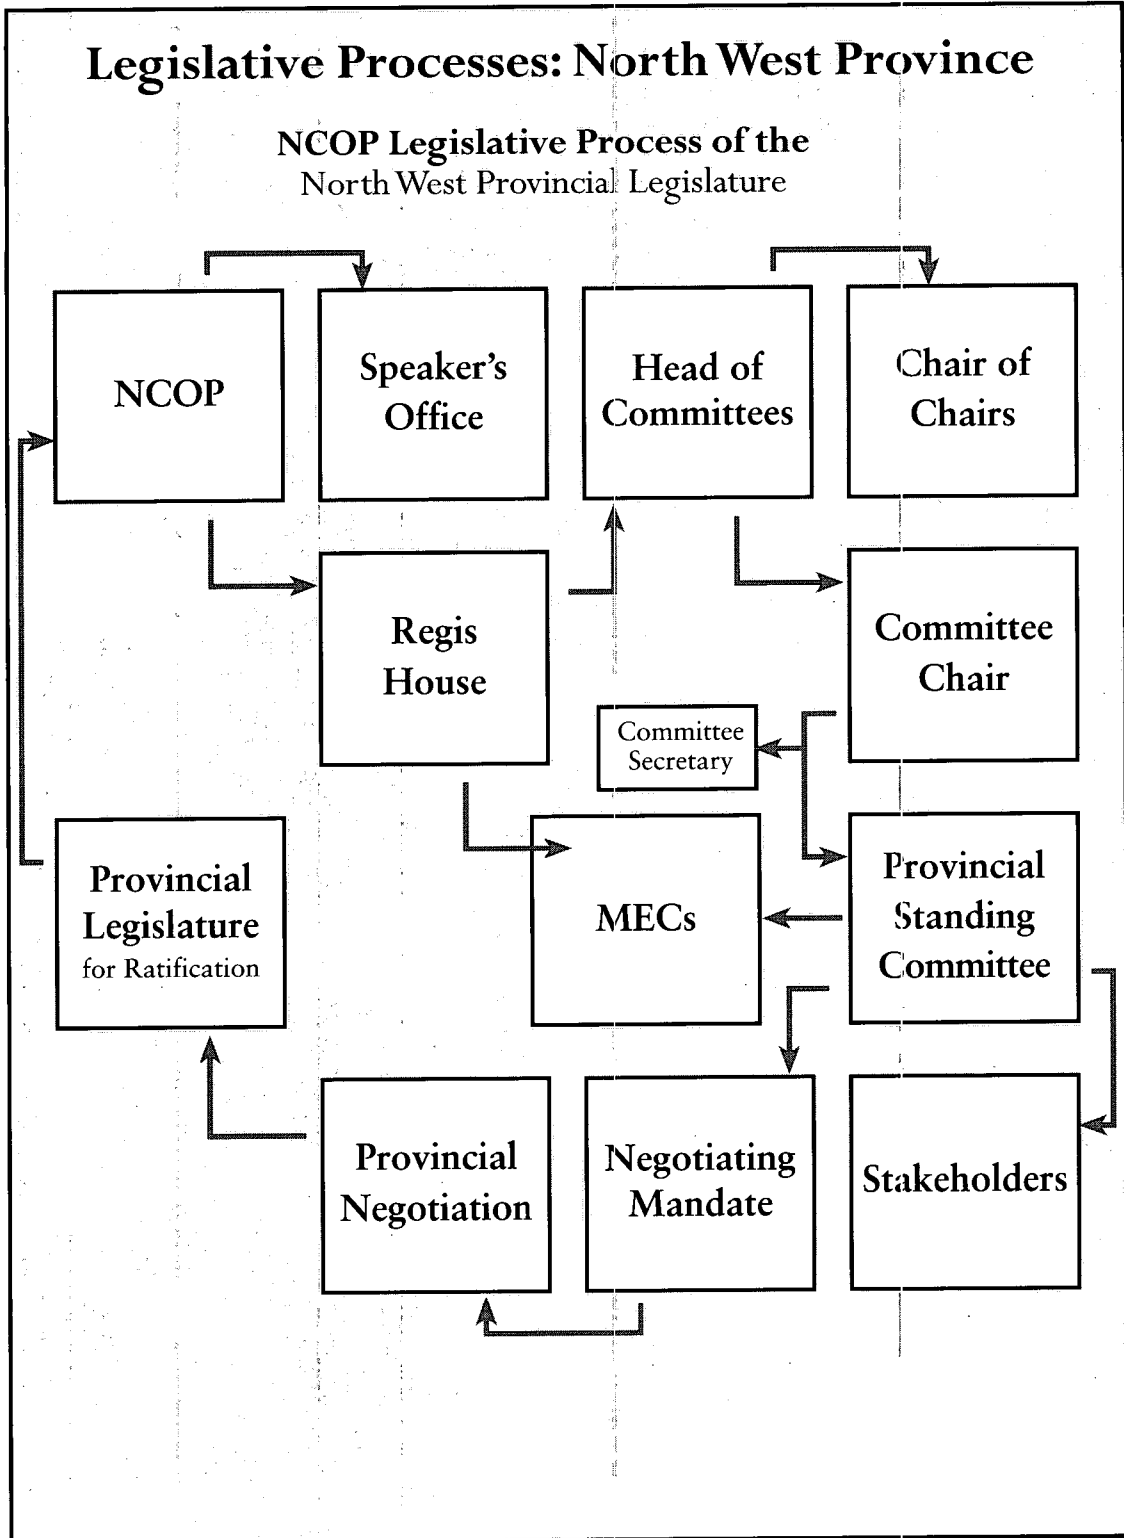 Legislative Processes: North West Province
NCOP Legislative Process of the
North West Provincial Legislature
NCOP
Speaker's
Office
Head of
Committees
Chair of
Chairs
Regis
House
Committee
Chair
Committee
Secretary
Provincial
Legislature
for Ratification
MECs
Provincial
Standing
Committee
Provincial
Negotiation
Negotiating
Mandate
Stakeholders